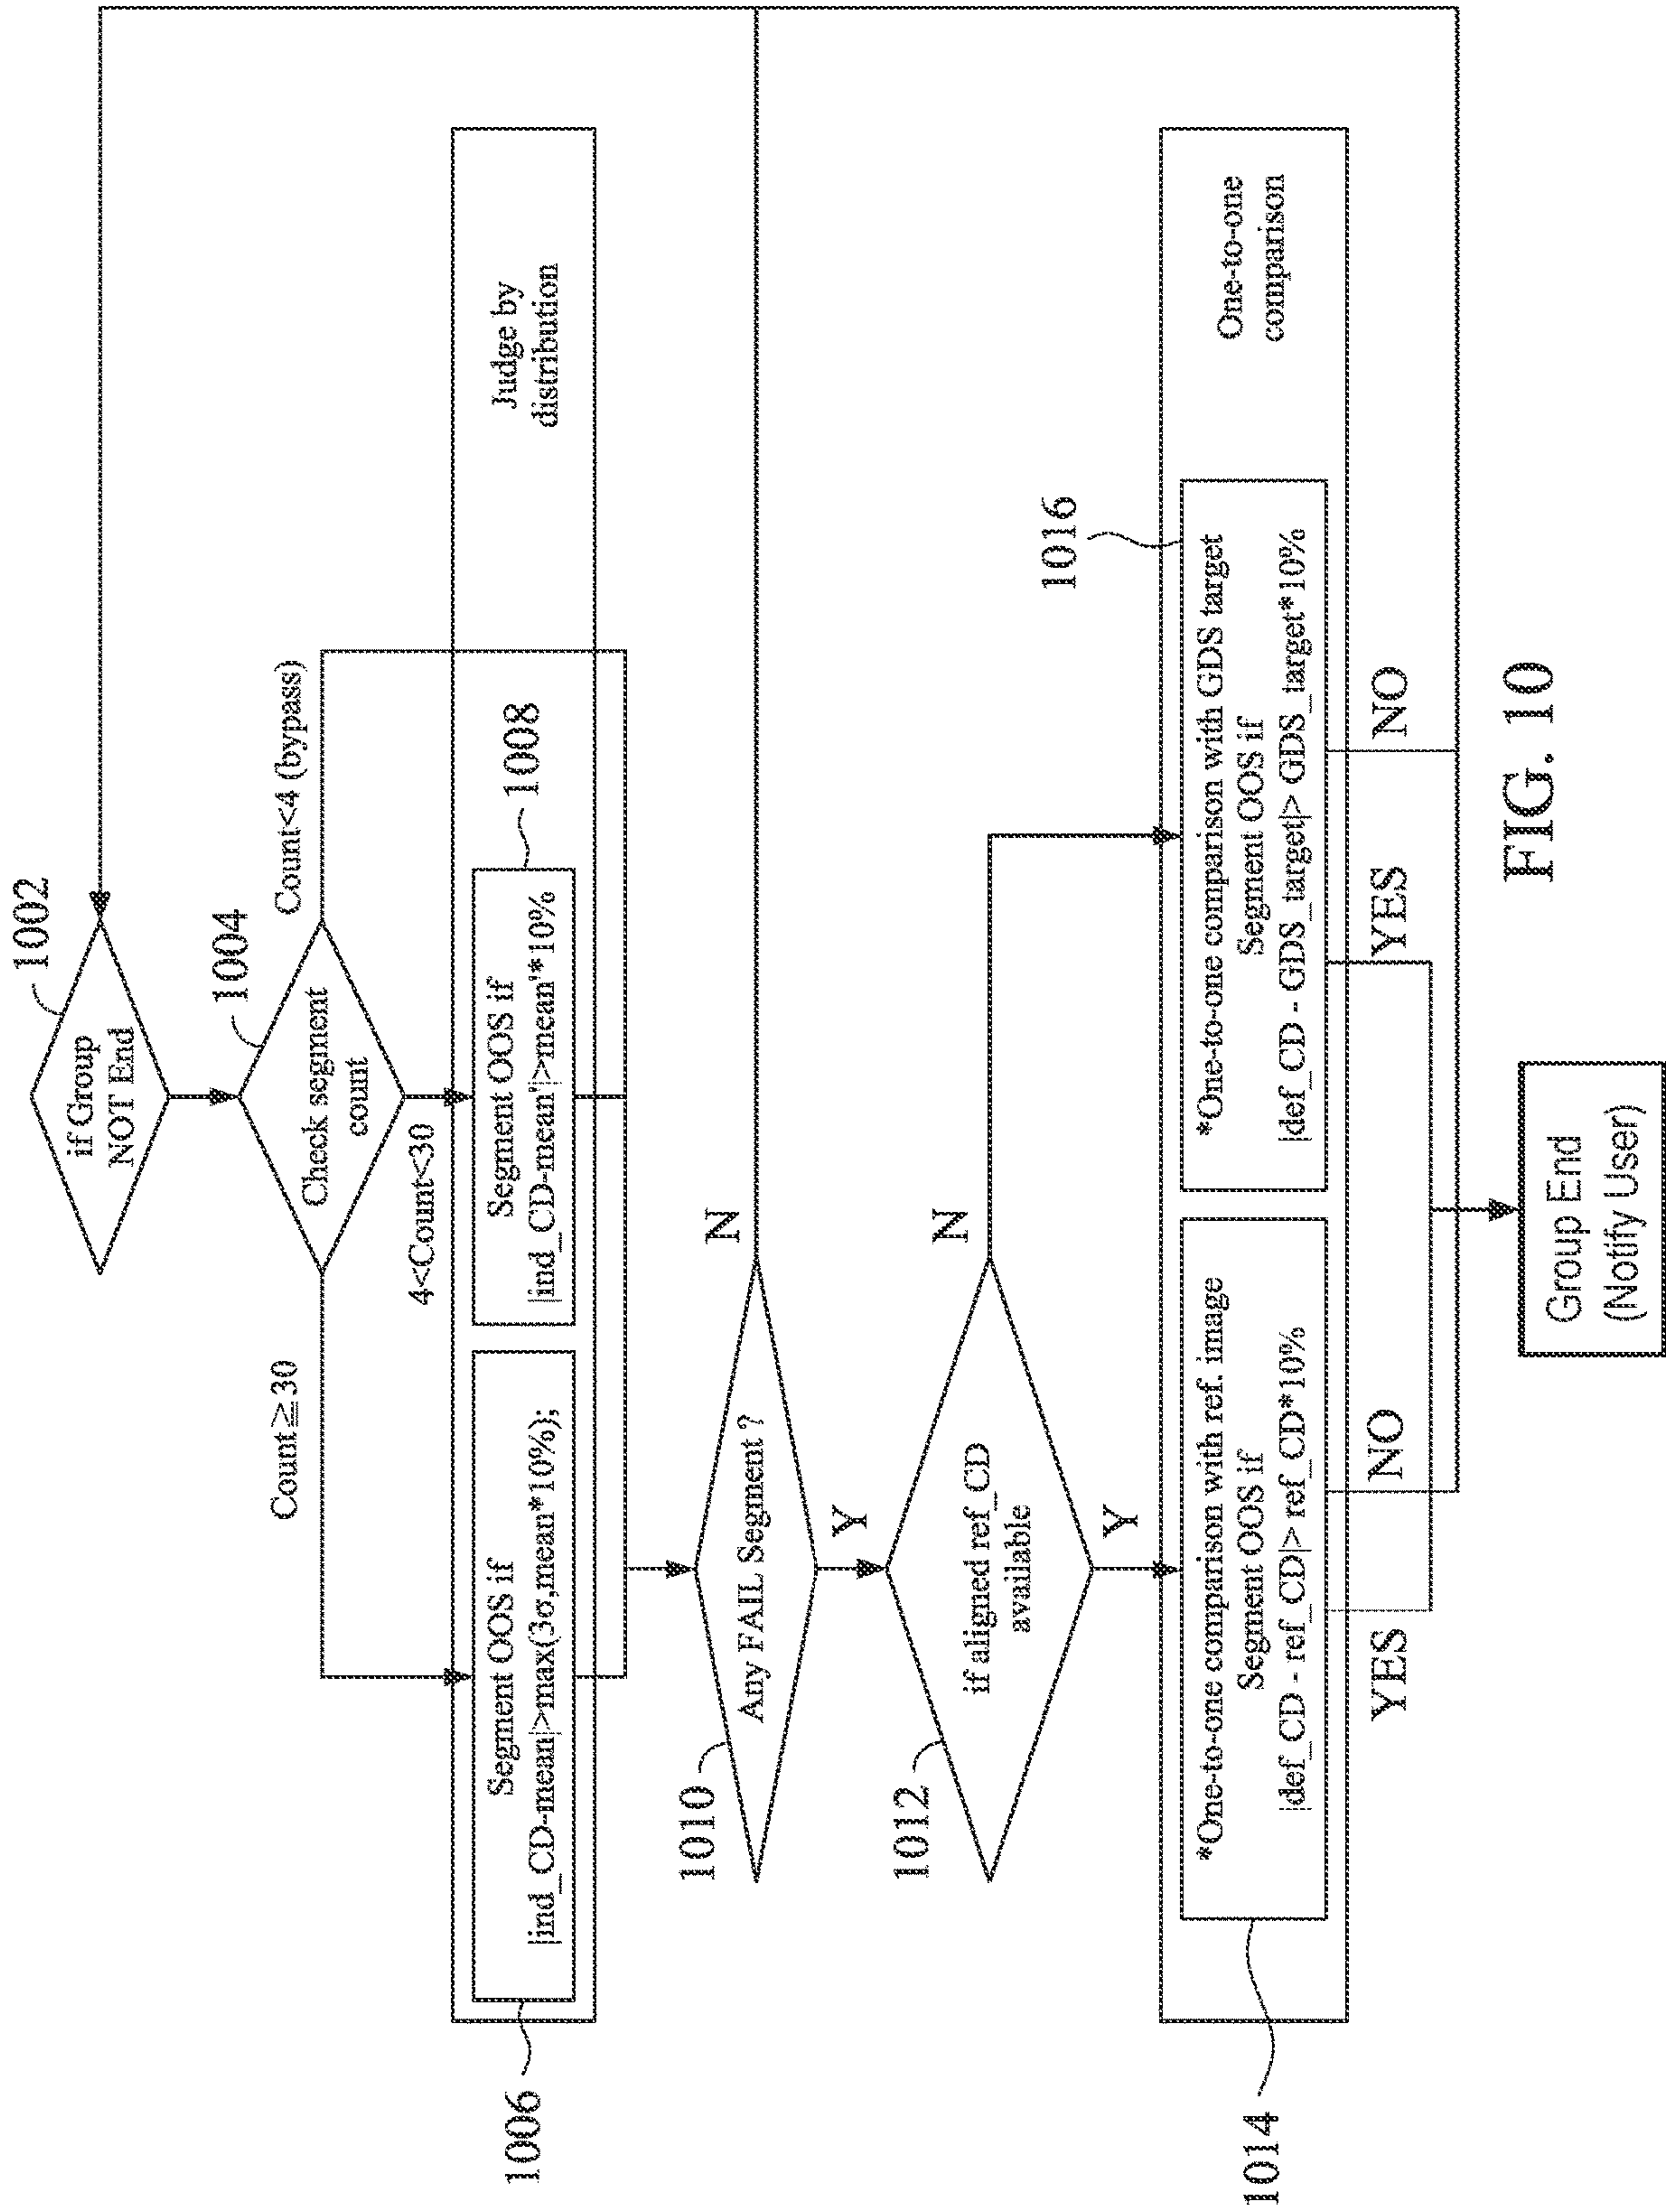 1002
if Group
NOT End
1004
Check segment
count
Count≧30
4<Count<30
Count<4 (bypass)
1006
Segment OOS if
|ind_CD-mean|>max(3σ,mean*10%);
1008
Segment OOS if
|ind_CD-mean'|>mean'*10%
Judge by
distribution
1010
Any FAIL Segment ?
N
Y
1012
if aligned ref_CD
available
N
Y
1014
*One-to-one comparison with ref. image
Segment OOS if
|def_CD - ref_CD|> ref_CD*10%
1016
*One-to-one comparison with GDS target
Segment OOS if
|def_CD - GDS_target|> GDS_target*10%
One-to-one
comparison
YES
NO
YES
NO
Group End
(Notify User)
FIG. 10